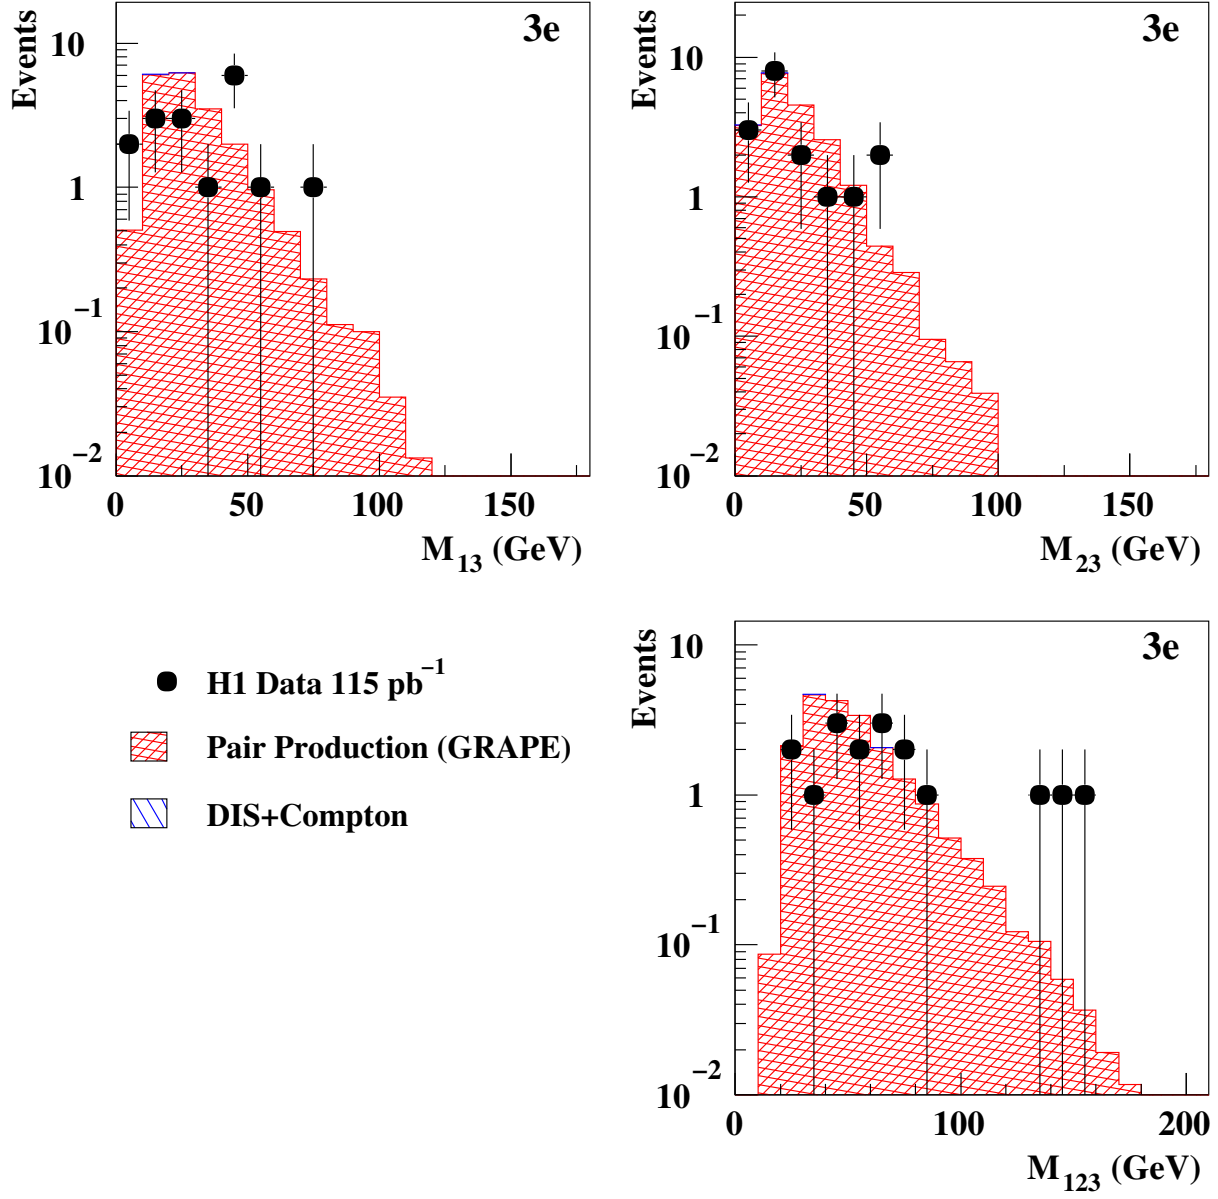 Events
3e
10
1
10⁻¹
10⁻²
0 50 100 150
M₁₃ (GeV)
Events
3e
10
1
10⁻¹
10⁻²
0 50 100 150
M₂₃ (GeV)
H1 Data 115 pb⁻¹
Pair Production (GRAPE)
DIS+Compton
Events
3e
10
1
10⁻¹
10⁻²
0 100 200
M₁₂₃ (GeV)